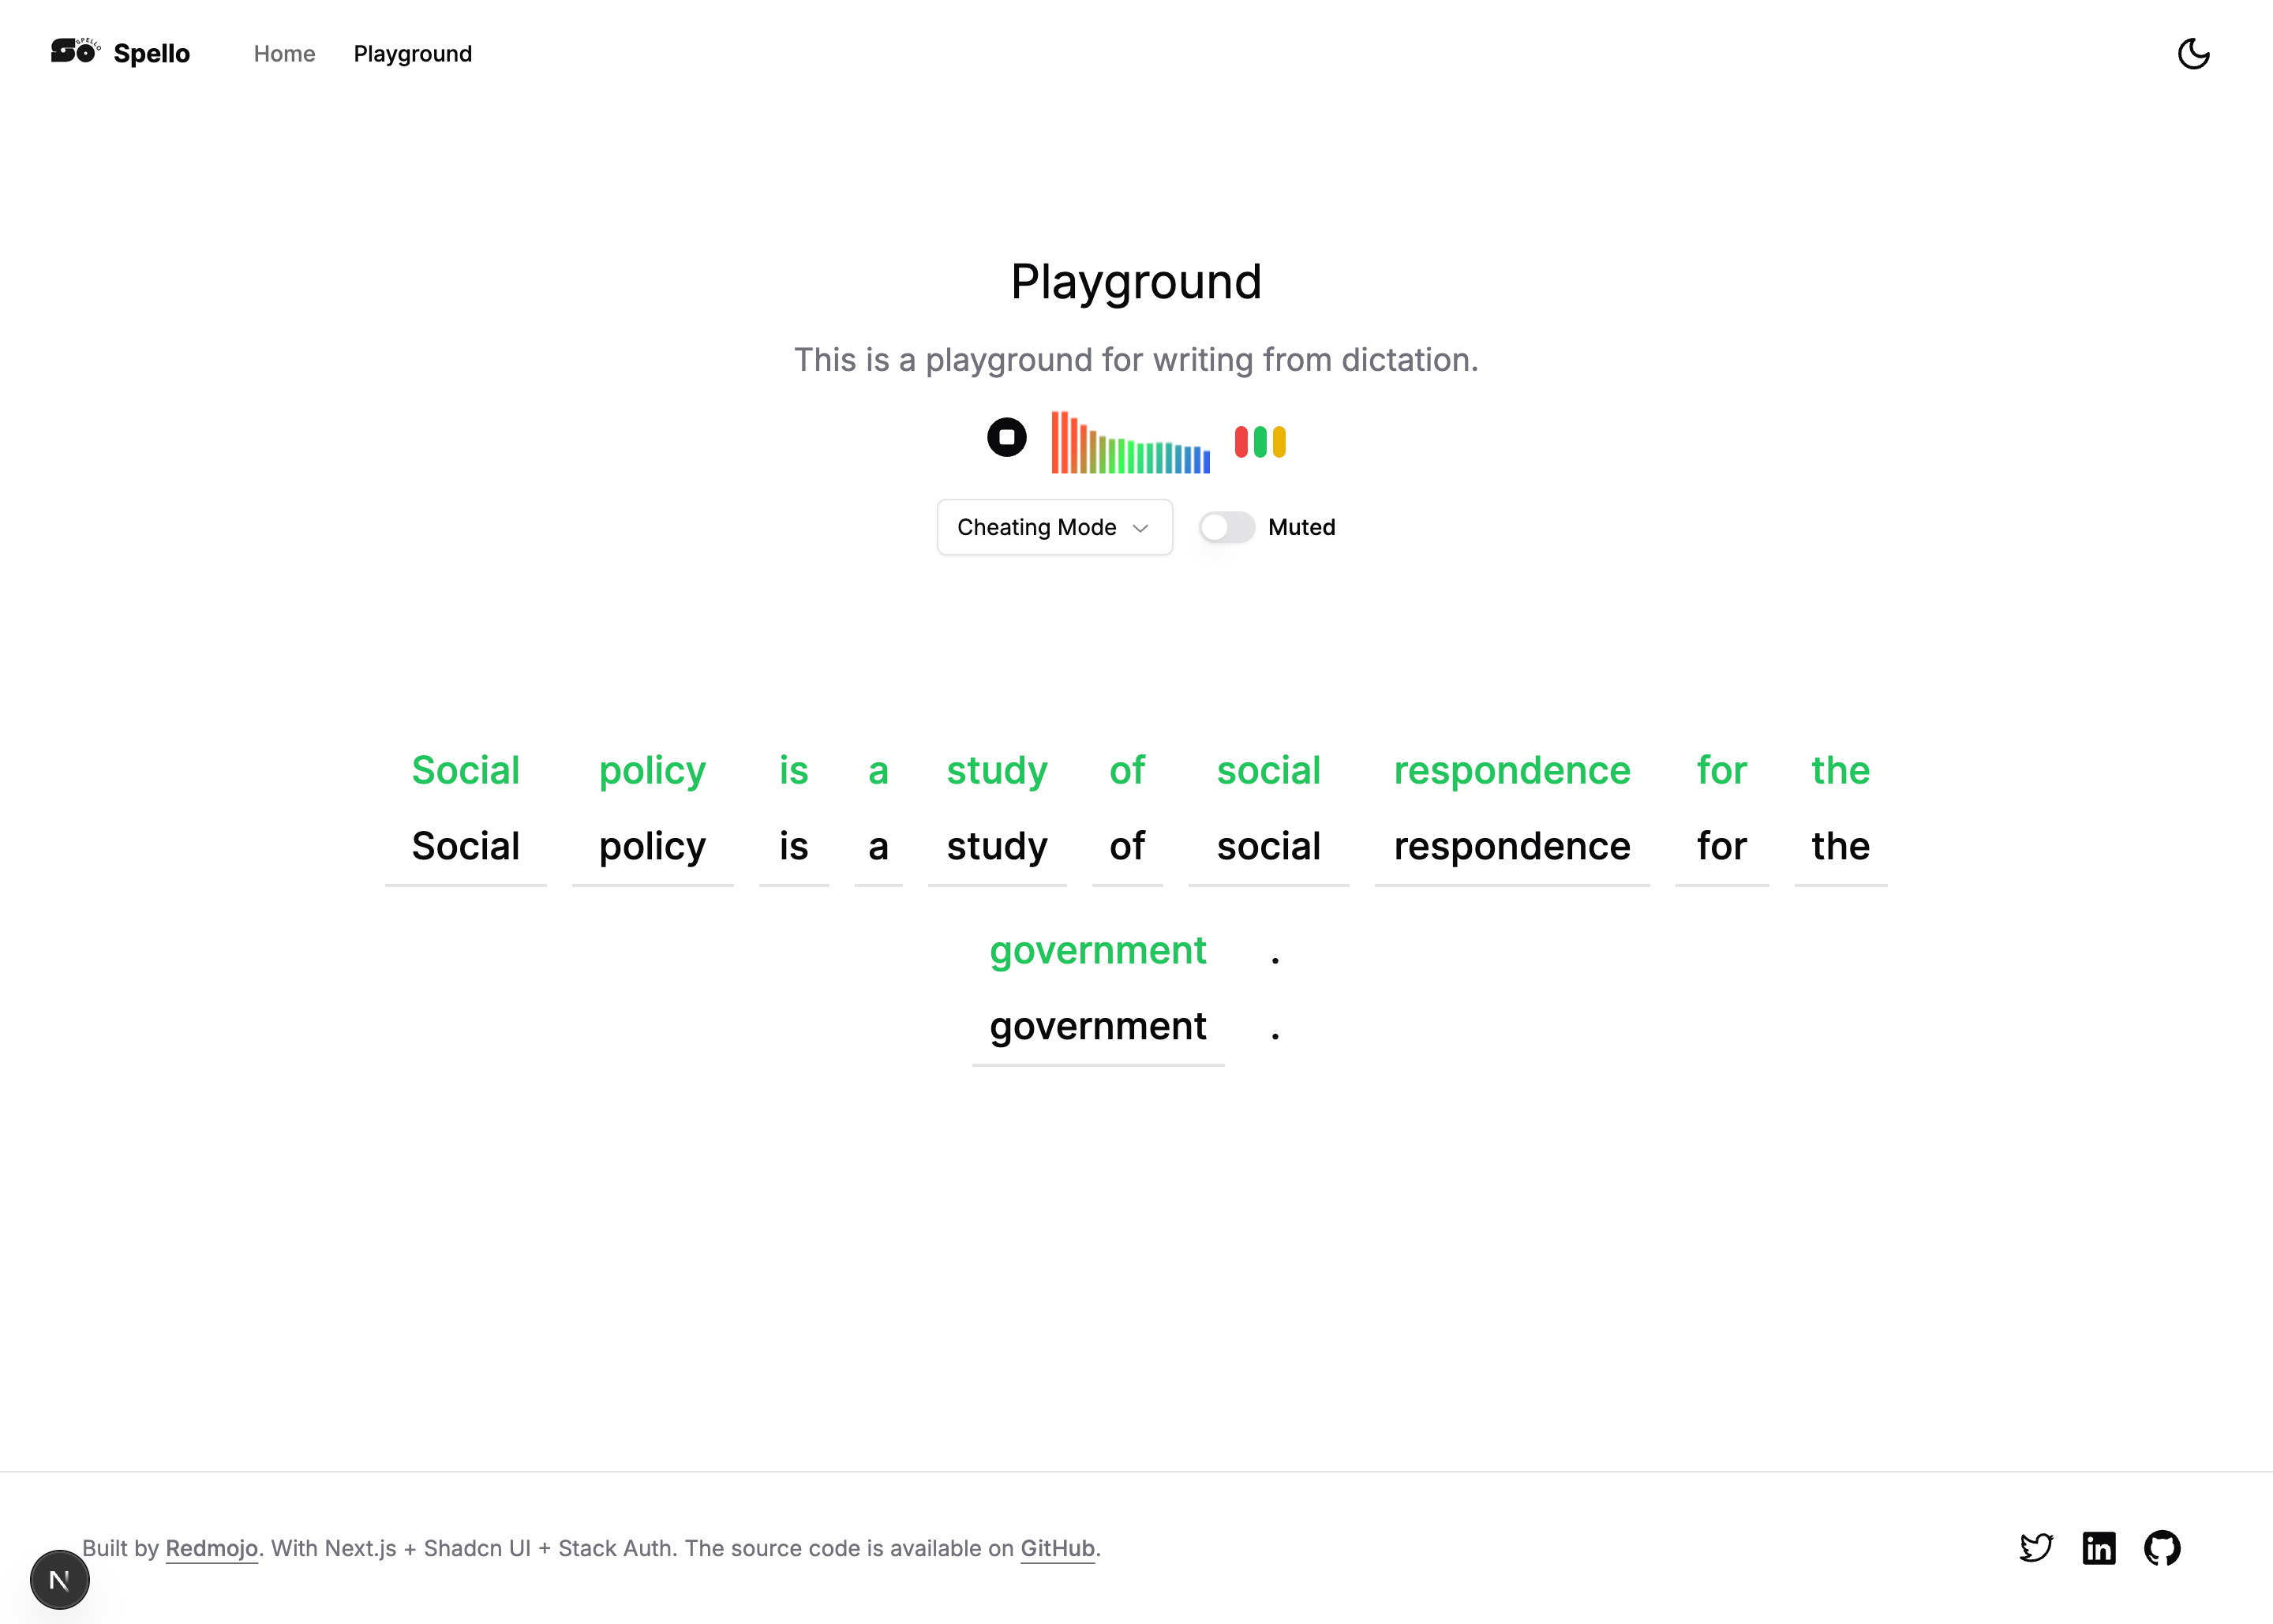 SPELLO
Spello Home Playground
Playground
This is a playground for writing from dictation.
Cheating Mode Muted
Social policy is a study of social respondence for the
Social policy is a study of social respondence for the
government .
government .
Built by Redmojo. With Next.js + Shadcn UI + Stack Auth. The source code is available on GitHub.
N
in